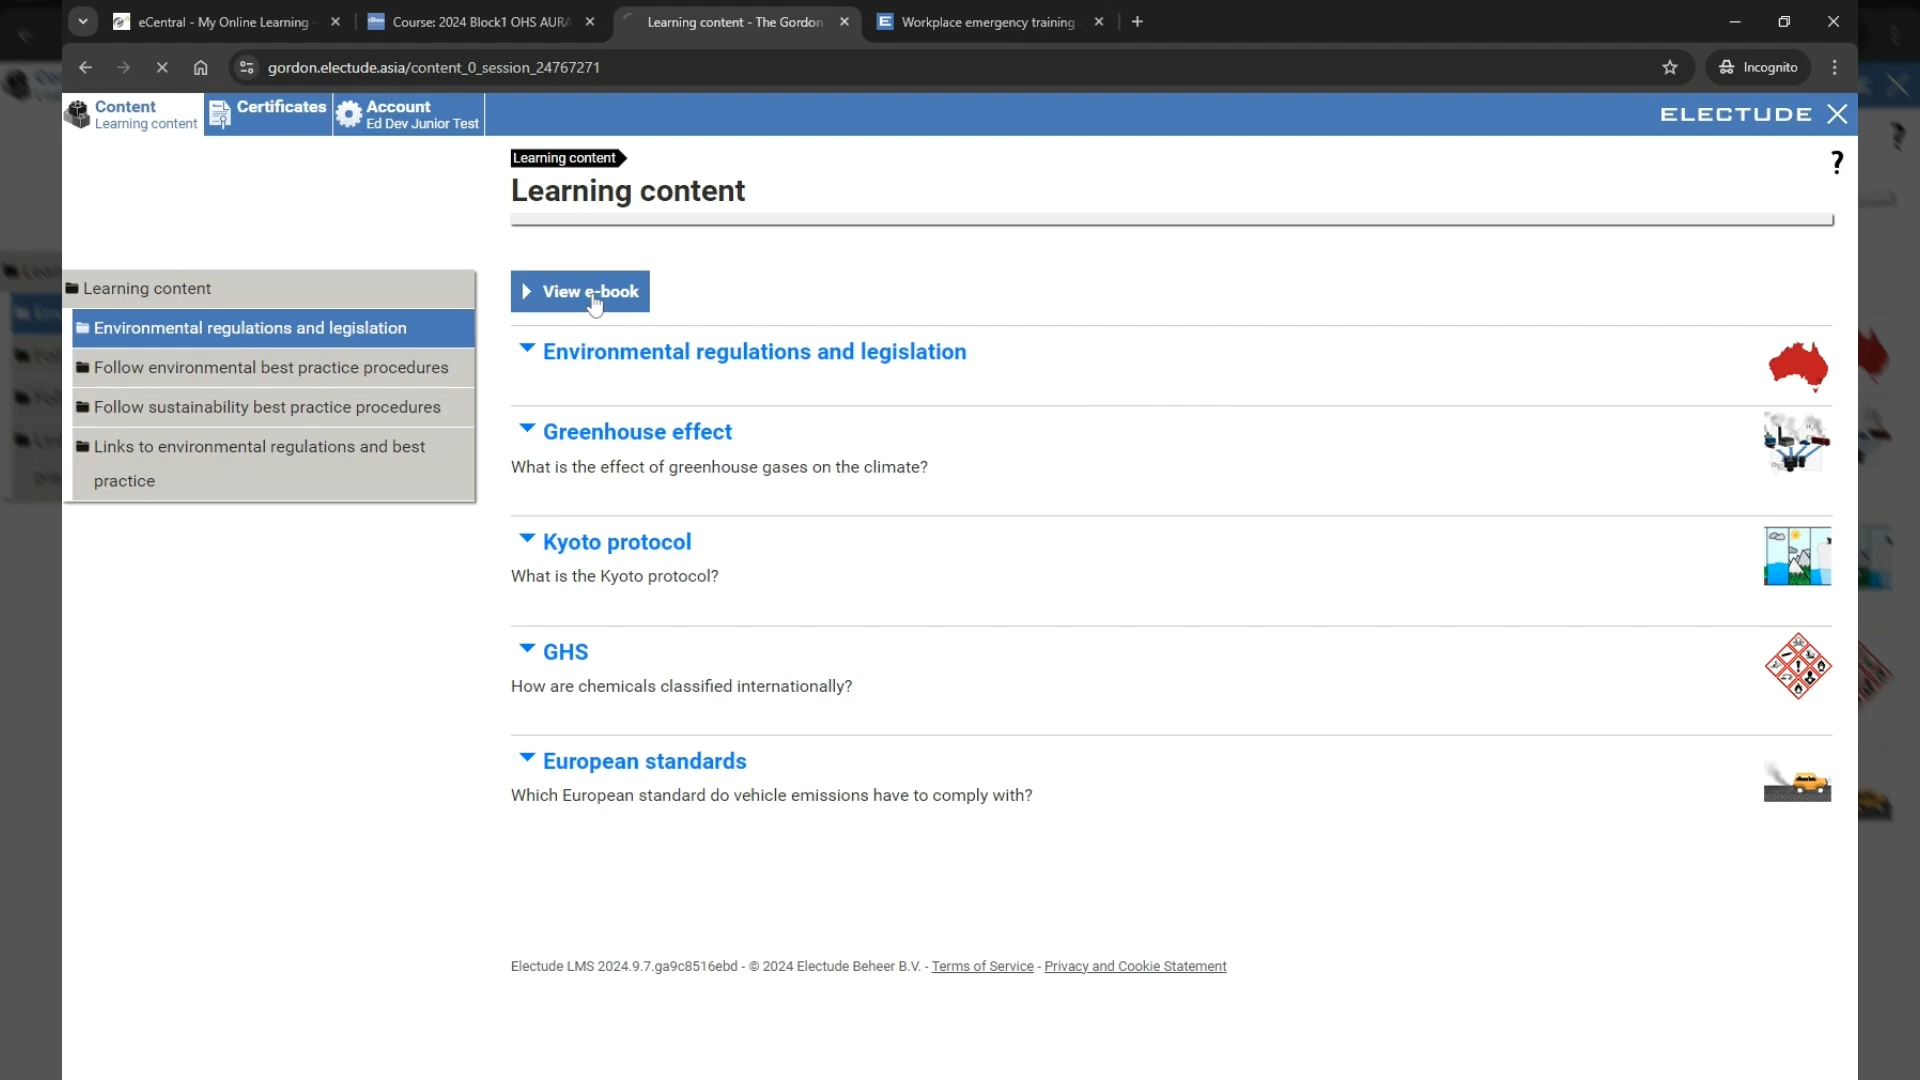 eCentral - My Online Learning
Course: 2024 Block1 OHS AURA
Learning content - The Gordon
Workplace emergency training
gordon.electude.asia/content_0_session_24767271
Incognito
Content
Learning content
Certificates
Account
Ed Dev Junior Test
ELECTUDE
Learning content
?
Learning content
View e-book
Learning content
Environmental regulations and legislation
Follow environmental best practice procedures
Follow sustainability best practice procedures
Links to environmental regulations and best
practice
Environmental regulations and legislation
Greenhouse effect
What is the effect of greenhouse gases on the climate?
Kyoto protocol
What is the Kyoto protocol?
GHS
How are chemicals classified internationally?
European standards
Which European standard do vehicle emissions have to comply with?
Electude LMS 2024.9.7.ga9c8516ebd - © 2024 Electude Beheer B.V. - Terms of Service - Privacy and Cookie Statement